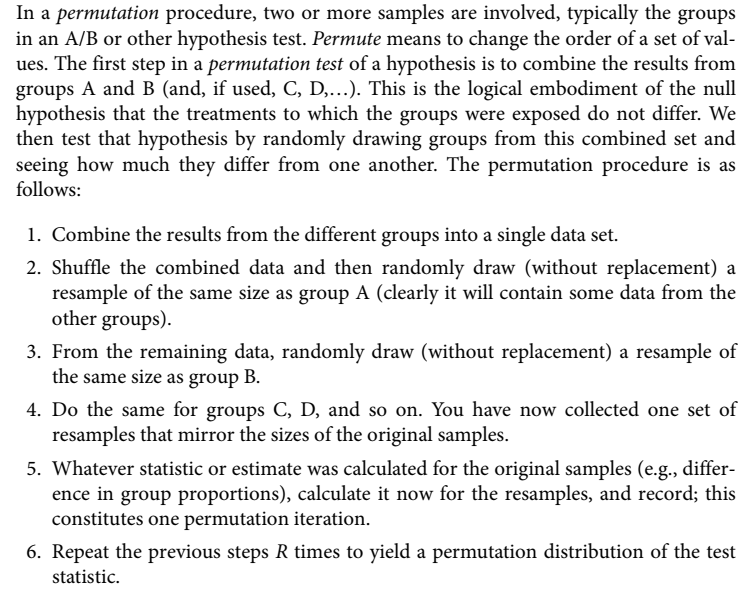 In a permutation procedure, two or more samples are involved, typically the groups
in an A/B or other hypothesis test. Permute means to change the order of a set of val-
ues. The first step in a permutation test of a hypothesis is to combine the results from
groups A and B (and, if used, C, D,…). This is the logical embodiment of the null
hypothesis that the treatments to which the groups were exposed do not differ. We
then test that hypothesis by randomly drawing groups from this combined set and
seeing how much they differ from one another. The permutation procedure is as
follows:
1. Combine the results from the different groups into a single data set.
2. Shuffle the combined data and then randomly draw (without replacement) a
resample of the same size as group A (clearly it will contain some data from the
other groups).
3. From the remaining data, randomly draw (without replacement) a resample of
the same size as group B.
4. Do the same for groups C, D, and so on. You have now collected one set of
resamples that mirror the sizes of the original samples.
5. Whatever statistic or estimate was calculated for the original samples (e.g., differ-
ence in group proportions), calculate it now for the resamples, and record; this
constitutes one permutation iteration.
6. Repeat the previous steps R times to yield a permutation distribution of the test
statistic.